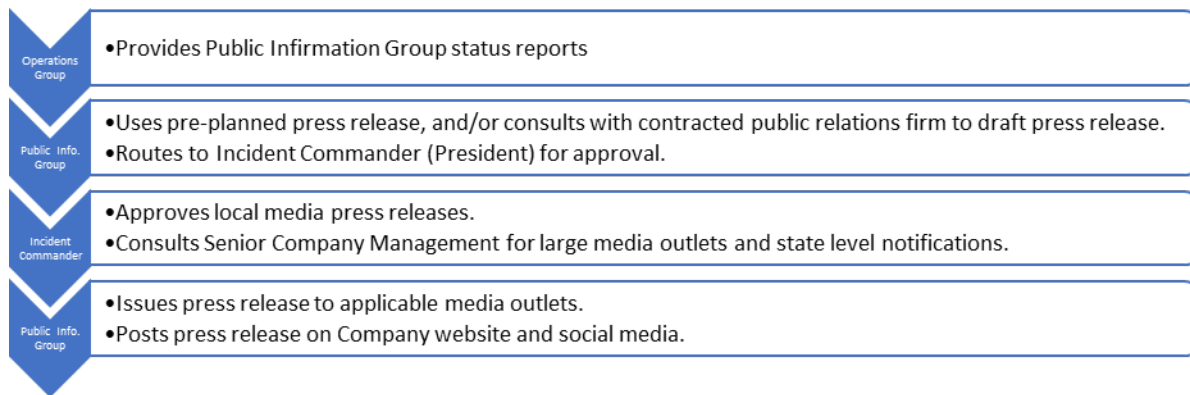 Operations
Group
•Provides Public Infirmation Group status reports
Public Info.
Group
•Uses pre-planned press release, and/or consults with contracted public relations firm to draft press release.
•Routes to Incident Commander (President) for approval.
Incident
Commander
•Approves local media press releases.
•Consults Senior Company Management for large media outlets and state level notifications.
Public Info.
Group
•Issues press release to applicable media outlets.
•Posts press release on Company website and social media.